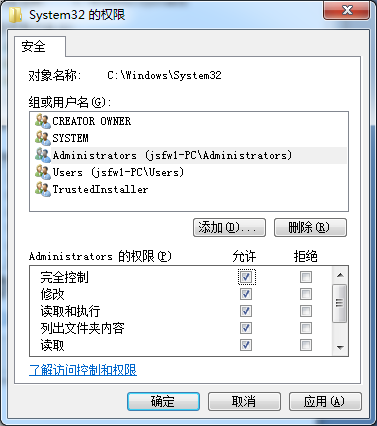 System32 的权限
安全
对象名称: C:\Windows\System32
组或用户名(G):
CREATOR OWNER
SYSTEM
Administrators (jsfw1-PC\Administrators)
Users (jsfw1-PC\Users)
TrustedInstaller
添加(D)... 删除(R)
Administrators 的权限(P) 允许 拒绝
完全控制
修改
读取和执行
列出文件夹内容
读取
了解访问控制和权限
确定 取消 应用(A)